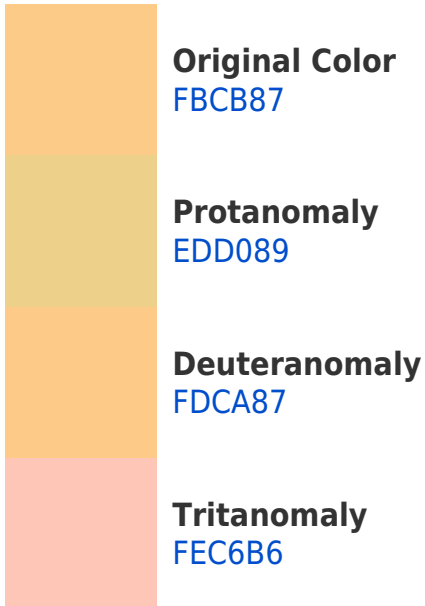 Original Color
FBCB87
Protanomaly
EDD089
Deuteranomaly
FDCA87
Tritanomaly
FEC6B6